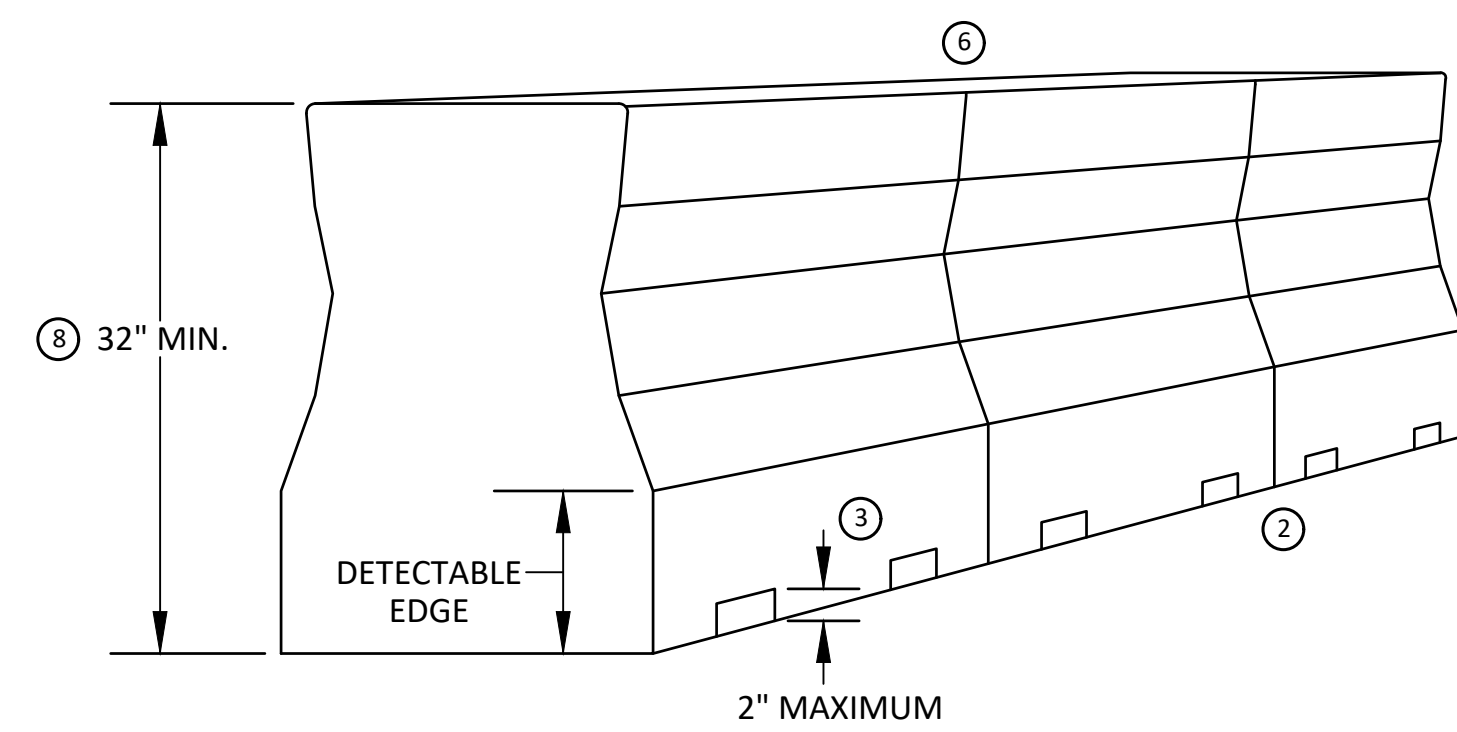 6
8 32" MIN.
3
2
DETECTABLE
EDGE
2" MAXIMUM